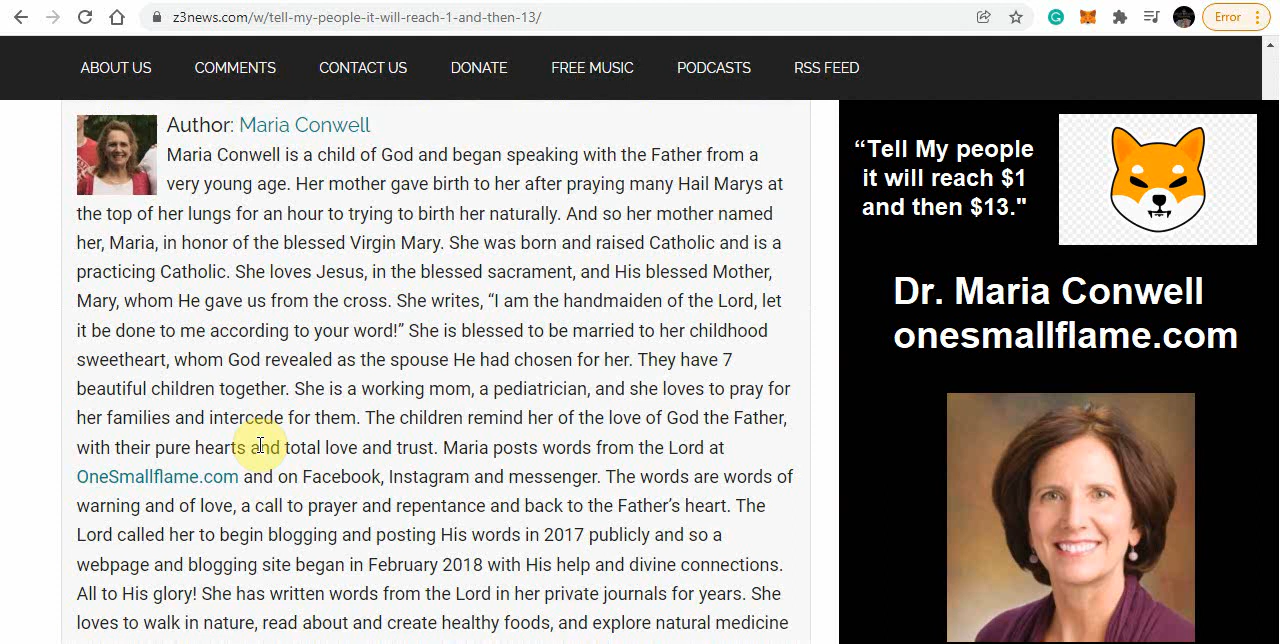 z3news.com/w/tell-my-people-it-will-reach-1-and-then-13/
Error
ABOUT US COMMENTS CONTACT US DONATE FREE MUSIC PODCASTS RSS FEED
Author: Maria Conwell
Maria Conwell is a child of God and began speaking with the Father from a
very young age. Her mother gave birth to her after praying many Hail Marys at
the top of her lungs for an hour to trying to birth her naturally. And so her mother named
her, Maria, in honor of the blessed Virgin Mary. She was born and raised Catholic and is a
practicing Catholic. She loves Jesus, in the blessed sacrament, and His blessed Mother,
Mary, whom He gave us from the cross. She writes, “I am the handmaiden of the Lord, let
it be done to me according to your word!” She is blessed to be married to her childhood
sweetheart, whom God revealed as the spouse He had chosen for her. They have 7
beautiful children together. She is a working mom, a pediatrician, and she loves to pray for
her families and intercede for them. The children remind her of the love of God the Father,
with their pure hearts and total love and trust. Maria posts words from the Lord at
OneSmallflame.com and on Facebook, Instagram and messenger. The words are words of
warning and of love, a call to prayer and repentance and back to the Father’s heart. The
Lord called her to begin blogging and posting His words in 2017 publicly and so a
webpage and blogging site began in February 2018 with His help and divine connections.
All to His glory! She has written words from the Lord in her private journals for years. She
loves to walk in nature, read about and create healthy foods, and explore natural medicine
“Tell My people
it will reach $1
and then $13."
Dr. Maria Conwell
onesmallflame.com